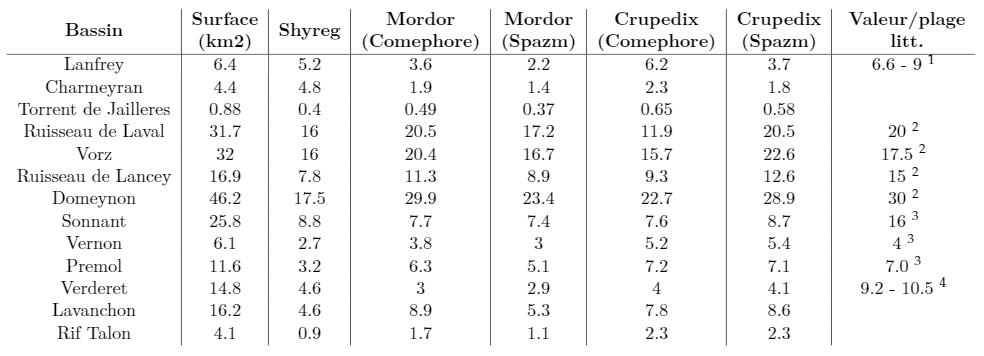 Bassin Surface (km2) Shyreg Mordor (Comephore) Mordor (Spazm) Crupedix (Comephore) Crupedix (Spazm) Valeur/plage litt.
Lanfrey 6.4 5.2 3.6 2.2 6.2 3.7 6.6 - 9 1
Charmeyran 4.4 4.8 1.9 1.4 2.3 1.8
Torrent de Jailleres 0.88 0.4 0.49 0.37 0.65 0.58
Ruisseau de Laval 31.7 16 20.5 17.2 11.9 20.5 20 2
Vorz 32 16 20.4 16.7 15.7 22.6 17.5 2
Ruisseau de Lancey 16.9 7.8 11.3 8.9 9.3 12.6 15 2
Domeynon 46.2 17.5 29.9 23.4 22.7 28.9 30 2
Sonnant 25.8 8.8 7.7 7.4 7.6 8.7 16 3
Vernon 6.1 2.7 3.8 3 5.2 5.4 4 3
Premol 11.6 3.2 6.3 5.1 7.2 7.1 7.0 3
Verderet 14.8 4.6 3 2.9 4 4.1 9.2 - 10.5 4
Lavanchon 16.2 4.6 8.9 5.3 7.8 8.6
Rif Talon 4.1 0.9 1.7 1.1 2.3 2.3